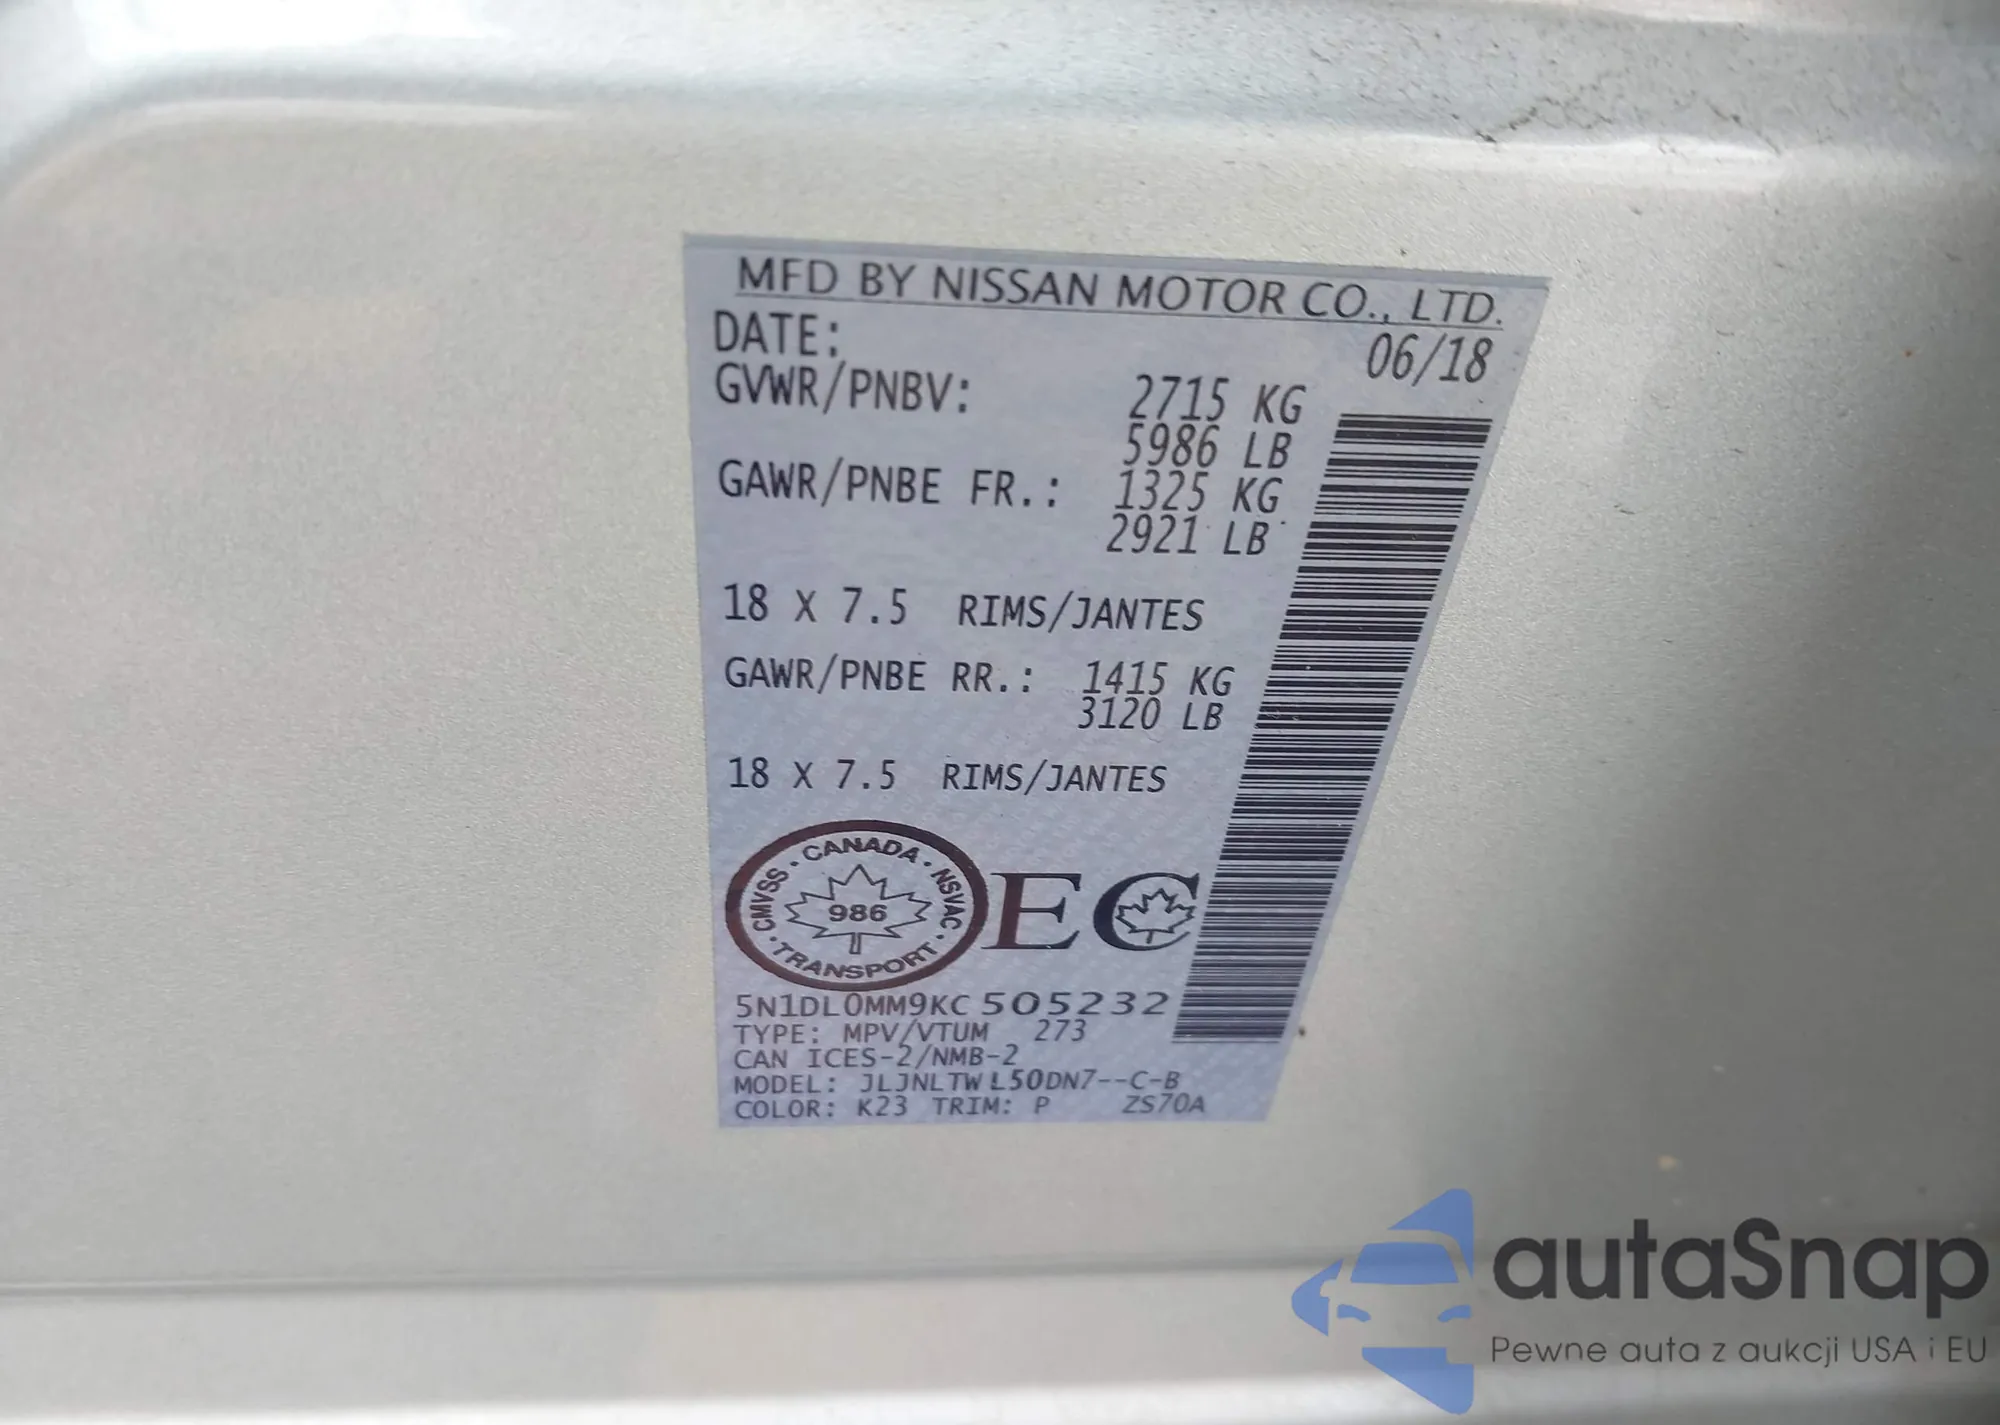 MFD BY NISSAN MOTOR CO., LTD.
DATE: 06/18
GVWR/PNBV: 2715 KG
5986 LB
GAWR/PNBE FR.: 1325 KG
2921 LB
18 X 7.5 RIMS/JANTES
GAWR/PNBE RR.: 1415 KG
3120 LB
18 X 7.5 RIMS/JANTES
CANADA · NSVAC · TRANSPORT · CMVSS ·
986
EC
5N1DL0MM9KC505232
TYPE: MPV/VTUM 273
CAN ICES-2/NMB-2
MODEL: JLJNLTWL50DN7--C-B
COLOR: K23 TRIM: P ZS70A
autaSnap
Pewne auta z aukcji USA i EU